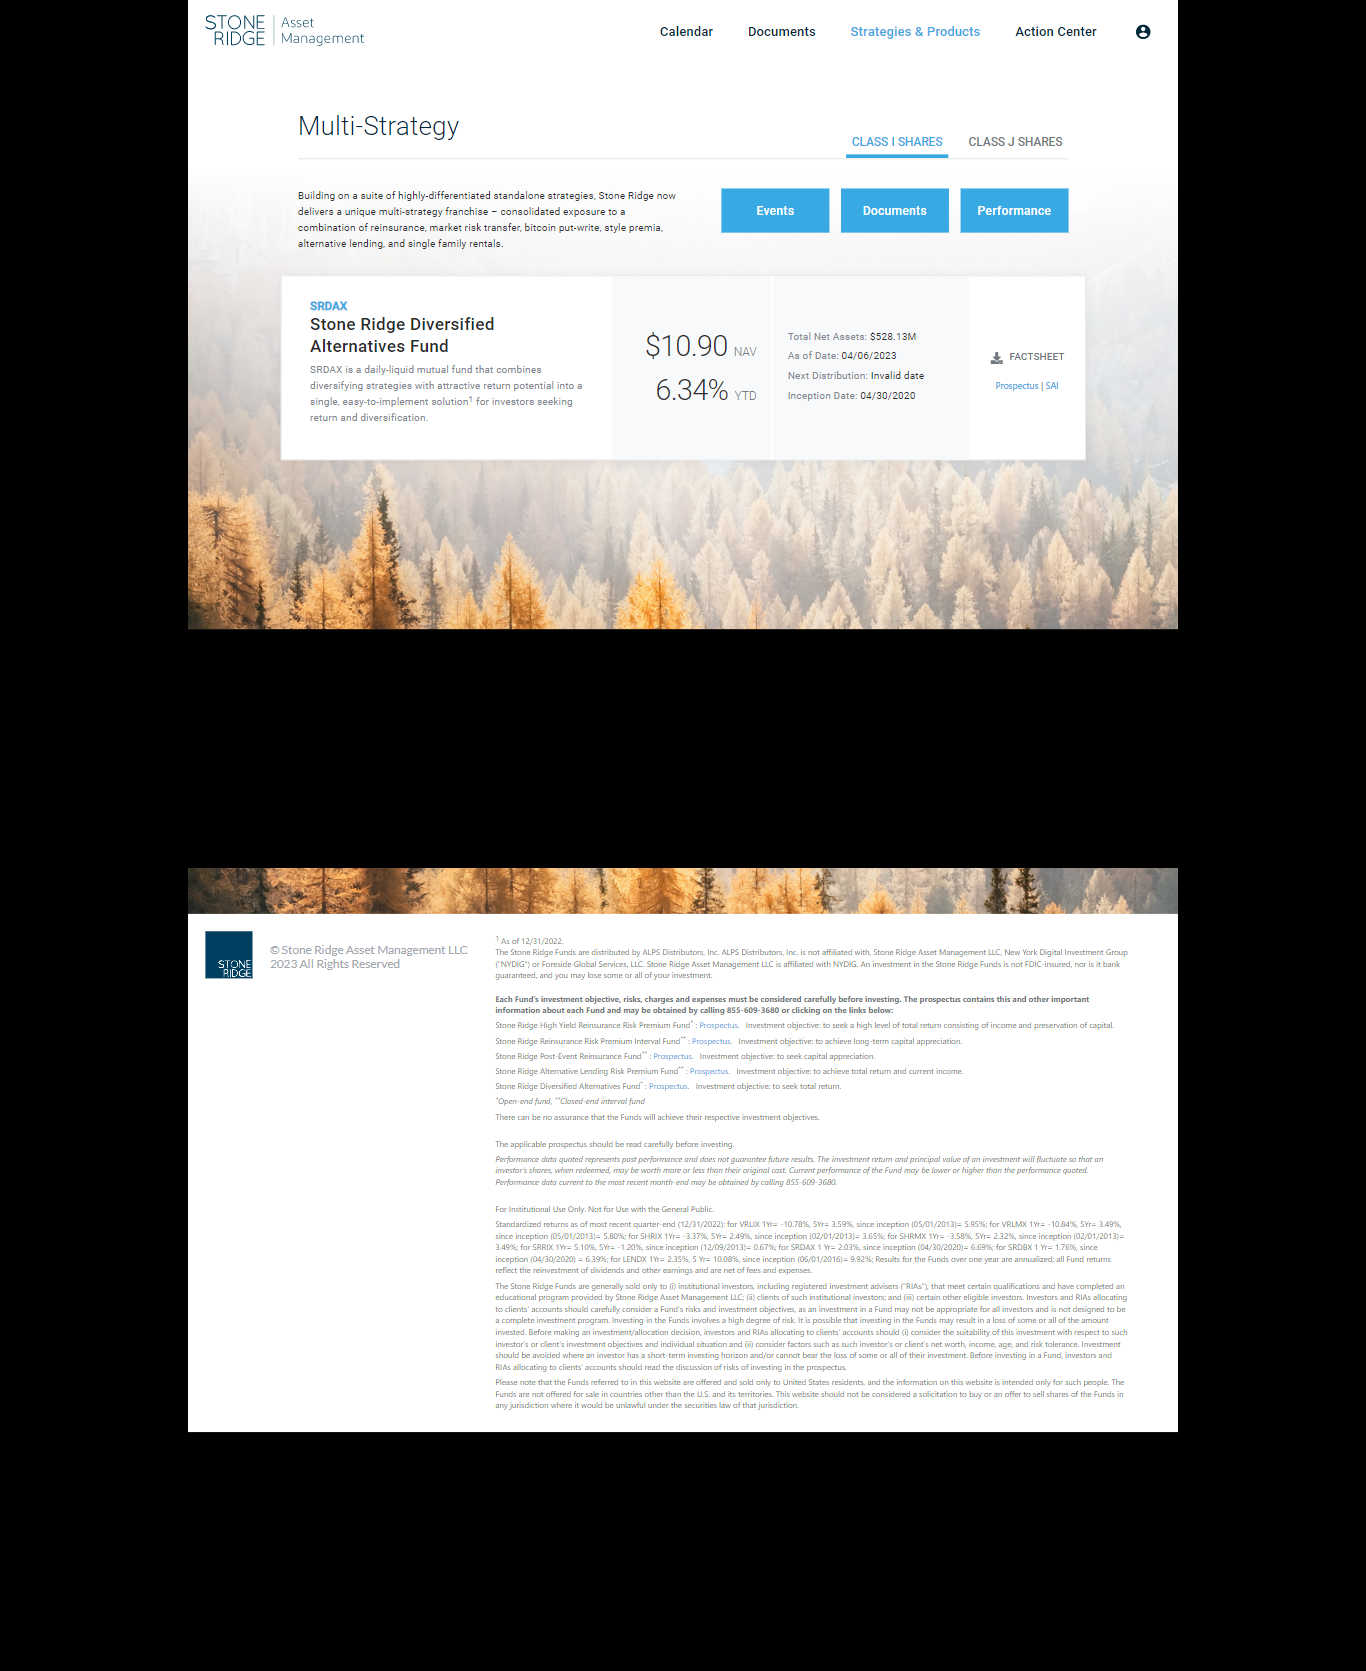 STONE RIDGE Asset Management
Calendar
Documents
Strategies & Products
Action Center
Multi-Strategy
CLASS I SHARES
CLASS J SHARES
Building on a suite of highly-differentiated standalone strategies, Stone Ridge now
delivers a unique multi-strategy franchise – consolidated exposure to a
combination of reinsurance, market risk transfer, bitcoin put-write, style premia,
alternative lending, and single family rentals.
Events
Documents
Performance
SRDAX
Stone Ridge Diversified
Alternatives Fund
SRDAX is a daily-liquid mutual fund that combines
diversifying strategies with attractive return potential into a
single, easy-to-implement solution1 for investors seeking
return and diversification.
$10.90 NAV
6.34% YTD
Total Net Assets: $528.13M
As of Date: 04/06/2023
Next Distribution: Invalid date
Inception Date: 04/30/2020
FACTSHEET
Prospectus | SAI
STONE RIDGE
© Stone Ridge Asset Management LLC
2023 All Rights Reserved
1 As of 12/31/2022.
The Stone Ridge Funds are distributed by ALPS Distributors, Inc. ALPS Distributors, Inc. is not affiliated with, Stone Ridge Asset Management LLC, New York Digital Investment Group
("NYDIG") or Foreside Global Services, LLC. Stone Ridge Asset Management LLC is affiliated with NYDIG. An investment in the Stone Ridge Funds is not FDIC-insured, nor is it bank
guaranteed, and you may lose some or all of your investment.
Each Fund's investment objective, risks, charges and expenses must be considered carefully before investing. The prospectus contains this and other important
information about each Fund and may be obtained by calling 855-609-3680 or clicking on the links below:
Stone Ridge High Yield Reinsurance Risk Premium Fund* : Prospectus. Investment objective: to seek a high level of total return consisting of income and preservation of capital.
Stone Ridge Reinsurance Risk Premium Interval Fund** : Prospectus. Investment objective: to achieve long-term capital appreciation.
Stone Ridge Post-Event Reinsurance Fund** : Prospectus. Investment objective: to seek capital appreciation.
Stone Ridge Alternative Lending Risk Premium Fund** : Prospectus. Investment objective: to achieve total return and current income.
Stone Ridge Diversified Alternatives Fund* : Prospectus. Investment objective: to seek total return.
*Open-end fund, **Closed-end interval fund
There can be no assurance that the Funds will achieve their respective investment objectives.
The applicable prospectus should be read carefully before investing.
Performance data quoted represents past performance and does not guarantee future results. The investment return and principal value of an investment will fluctuate so that an
investor's shares, when redeemed, may be worth more or less than their original cost. Current performance of the Fund may be lower or higher than the performance quoted.
Performance data current to the most recent month-end may be obtained by calling 855-609-3680.
For Institutional Use Only. Not for Use with the General Public.
Standardized returns as of most recent quarter-end (12/31/2022): for VRLIX 1Yr= -10.78%, 5Yr= 3.59%, since inception (05/01/2013)= 5.95%; for VRLMX 1Yr= -10.84%, 5Yr= 3.49%,
since inception (05/01/2013)= 5.80%; for SHRIX 1Yr= -3.37%, 5Yr= 2.49%, since inception (02/01/2013)= 3.65%; for SHRMX 1Yr= -3.58%, 5Yr= 2.32%, since inception (02/01/2013)=
3.49%; for SRRIX 1Yr= 5.10%, 5Yr= -1.20%, since inception (12/09/2013)= 0.67%; for SRDAX 1 Yr= 2.03%, since inception (04/30/2020)= 6.69%; for SRDBX 1 Yr= 1.76%, since
inception (04/30/2020) = 6.39%; for LENDX 1Yr= 2.35%, 5 Yr= 10.08%, since inception (06/01/2016)= 9.92%; Results for the Funds over one year are annualized; all Fund returns
reflect the reinvestment of dividends and other earnings and are net of fees and expenses.
The Stone Ridge Funds are generally sold only to (i) institutional investors, including registered investment advisers ("RIAs"), that meet certain qualifications and have completed an
educational program provided by Stone Ridge Asset Management LLC; (ii) clients of such institutional investors; and (iii) certain other eligible investors. Investors and RIAs allocating
to clients' accounts should carefully consider a Fund's risks and investment objectives, as an investment in a Fund may not be appropriate for all investors and is not designed to be
a complete investment program. Investing in the Funds involves a high degree of risk. It is possible that investing in the Funds may result in a loss of some or all of the amount
invested. Before making an investment/allocation decision, investors and RIAs allocating to clients' accounts should (i) consider the suitability of this investment with respect to such
investor's or client's investment objectives and individual situation and (ii) consider factors such as such investor's or client's net worth, income, age, and risk tolerance. Investment
should be avoided where an investor has a short-term investing horizon and/or cannot bear the loss of some or all of their investment. Before investing in a Fund, investors and
RIAs allocating to clients' accounts should read the discussion of risks of investing in the prospectus.
Please note that the Funds referred to in this website are offered and sold only to United States residents, and the information on this website is intended only for such people. The
Funds are not offered for sale in countries other than the U.S. and its territories. This website should not be considered a solicitation to buy or an offer to sell shares of the Funds in
any jurisdiction where it would be unlawful under the securities law of that jurisdiction.